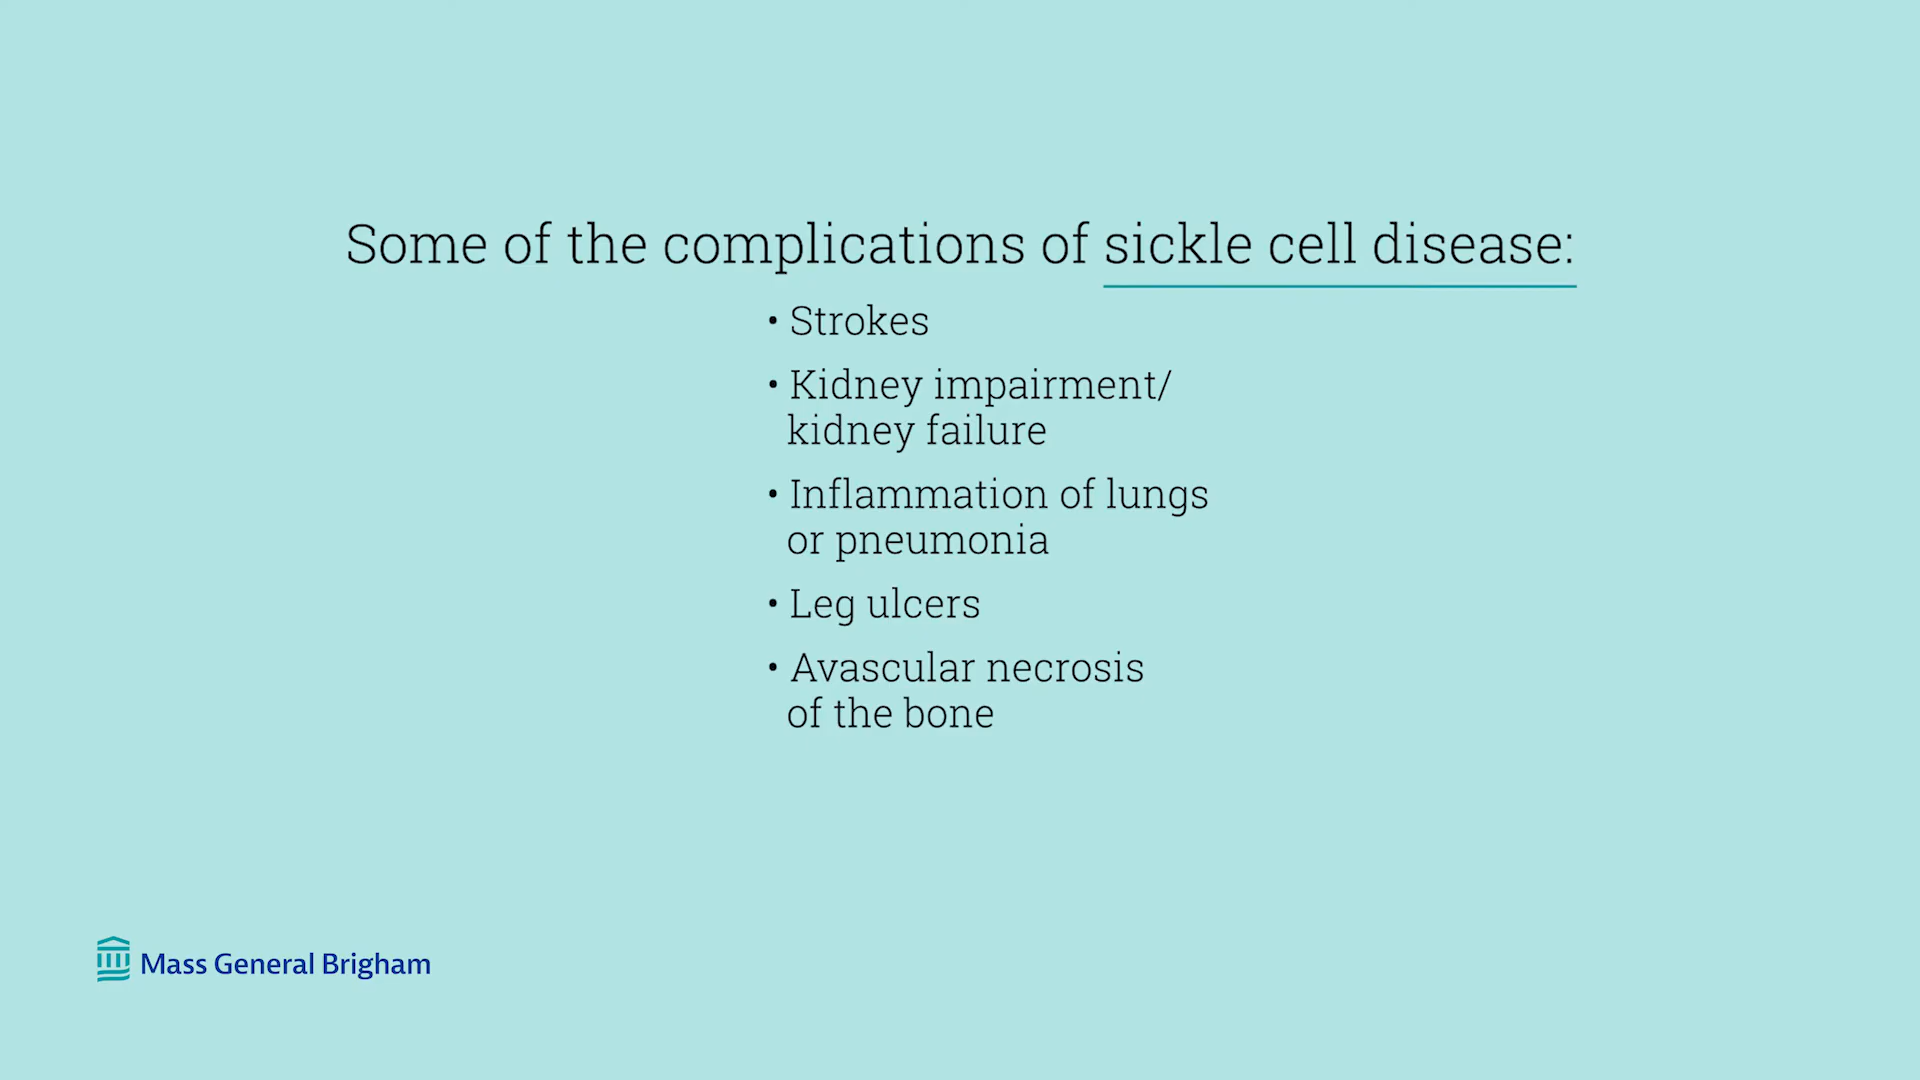 Some of the complications of sickle cell disease:
• Strokes
• Kidney impairment/
kidney failure
• Inflammation of lungs
or pneumonia
• Leg ulcers
• Avascular necrosis
of the bone
Mass General Brigham